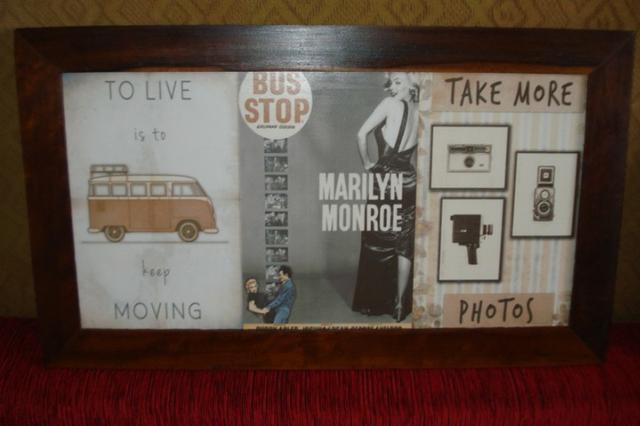 TO LIVE
is to
keep
MOVING
BUS
STOP
MARILYN
MONROE
TAKE MORE
PHOTOS